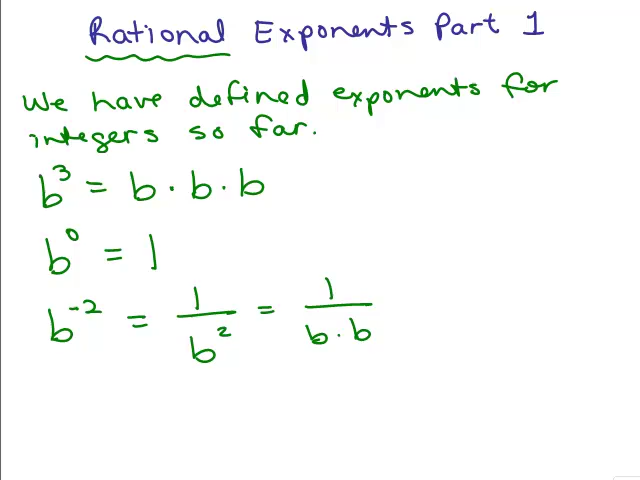 Rational Exponents Part 1
We have defined exponents for
integers so far.
b³ = b · b · b
b⁰ = 1
b⁻² = 1/b² = 1/(b · b)